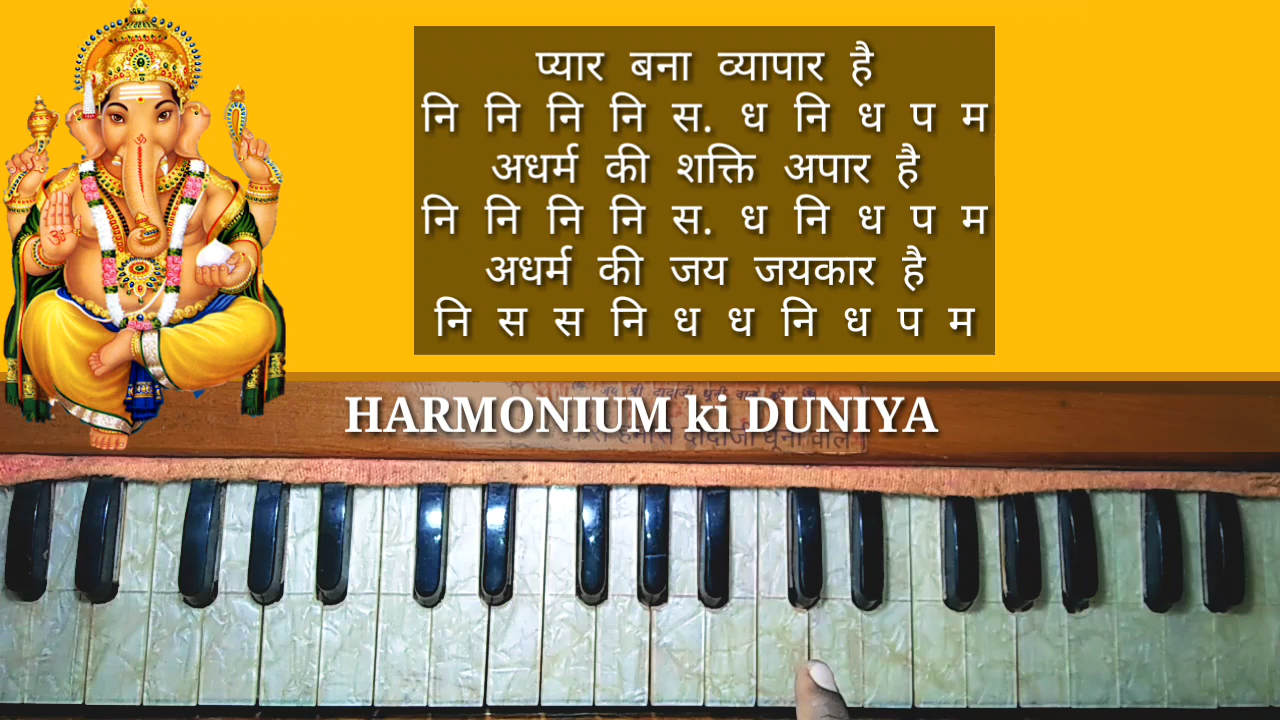 प्यार बना व्यापार है
नि नि नि नि स. ध नि ध प म
अधर्म की शक्ति अपार है
नि नि नि नि स. ध नि ध प म
अधर्म की जय जयकार है
नि स स नि ध ध नि ध प म
HARMONIUM ki DUNIYA
श्री दादाजी धूनी वाले की
दादाजी धूनी वाले